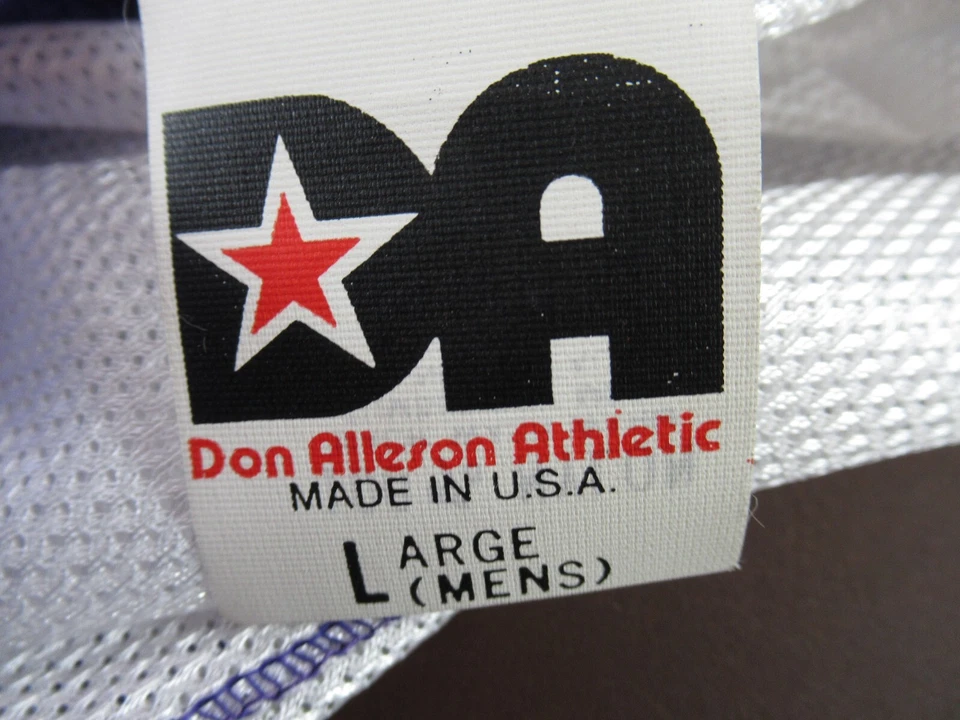 DA
Don Alleson Athletic
MADE IN U.S.A.
LARGE
(MENS)